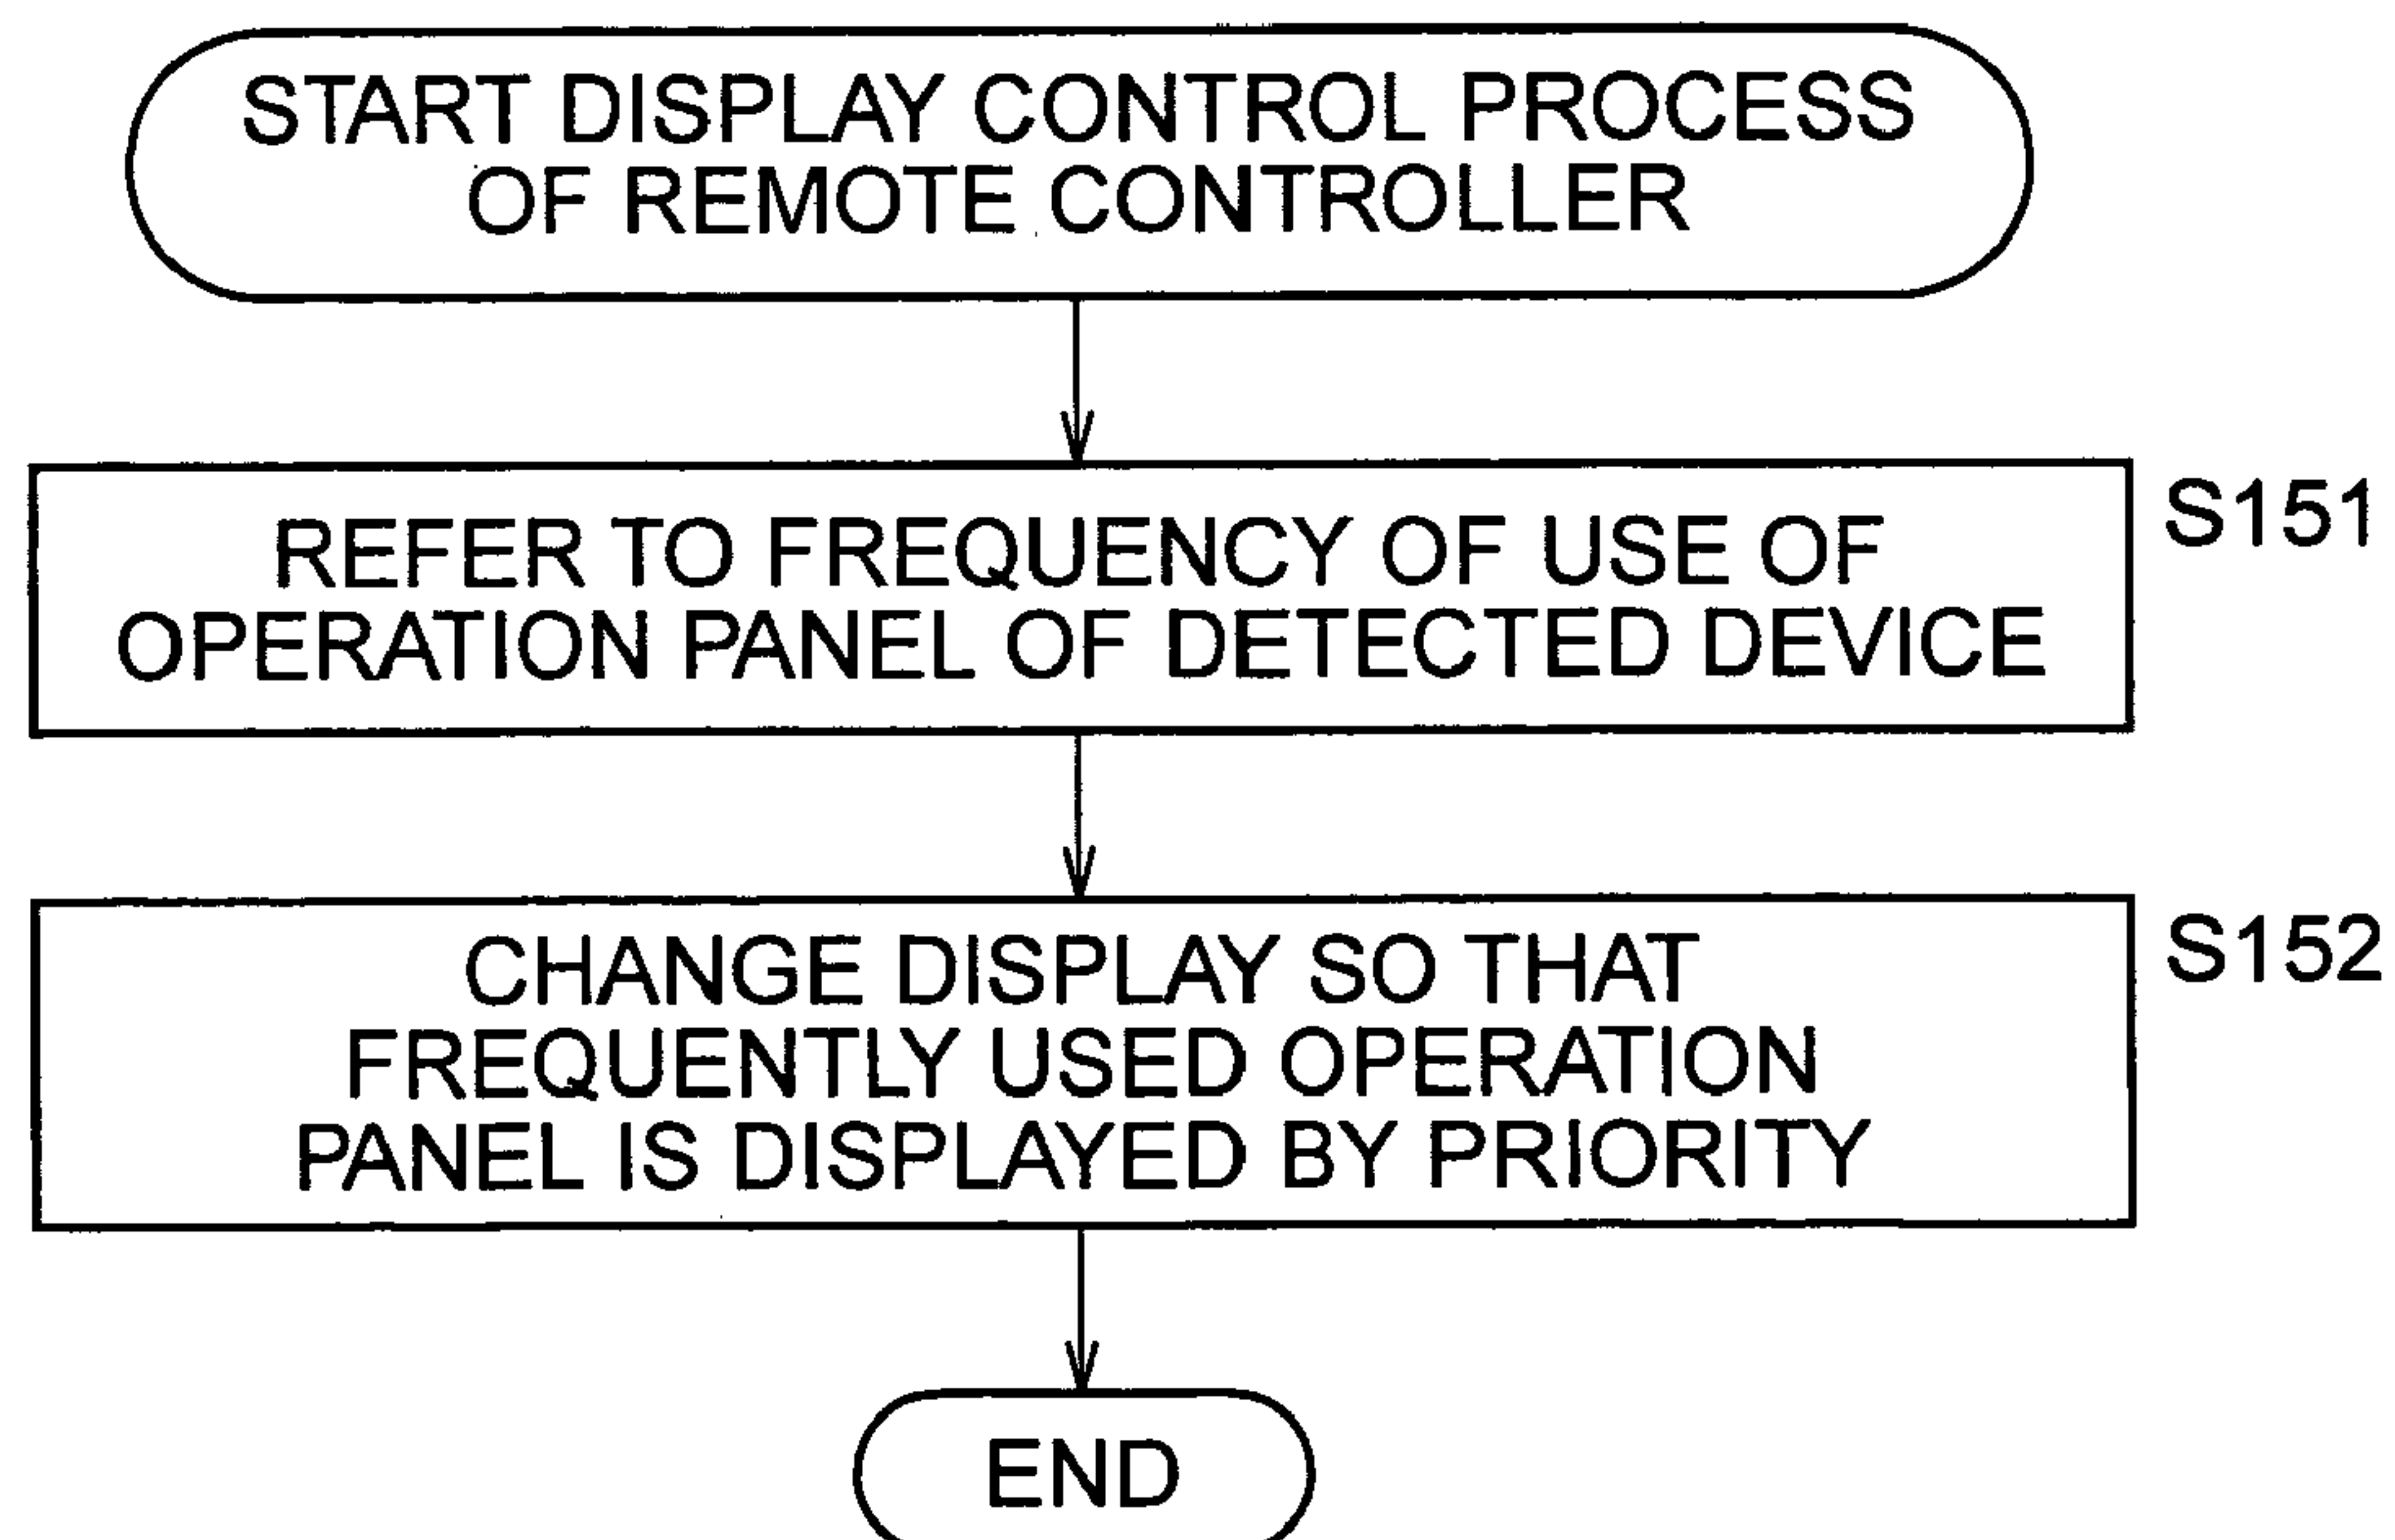 START DISPLAY CONTROL PROCESS
OF REMOTE CONTROLLER
S151
REFER TO FREQUENCY OF USE OF
OPERATION PANEL OF DETECTED DEVICE
S152
CHANGE DISPLAY SO THAT
FREQUENTLY USED OPERATION
PANEL IS DISPLAYED BY PRIORITY
END